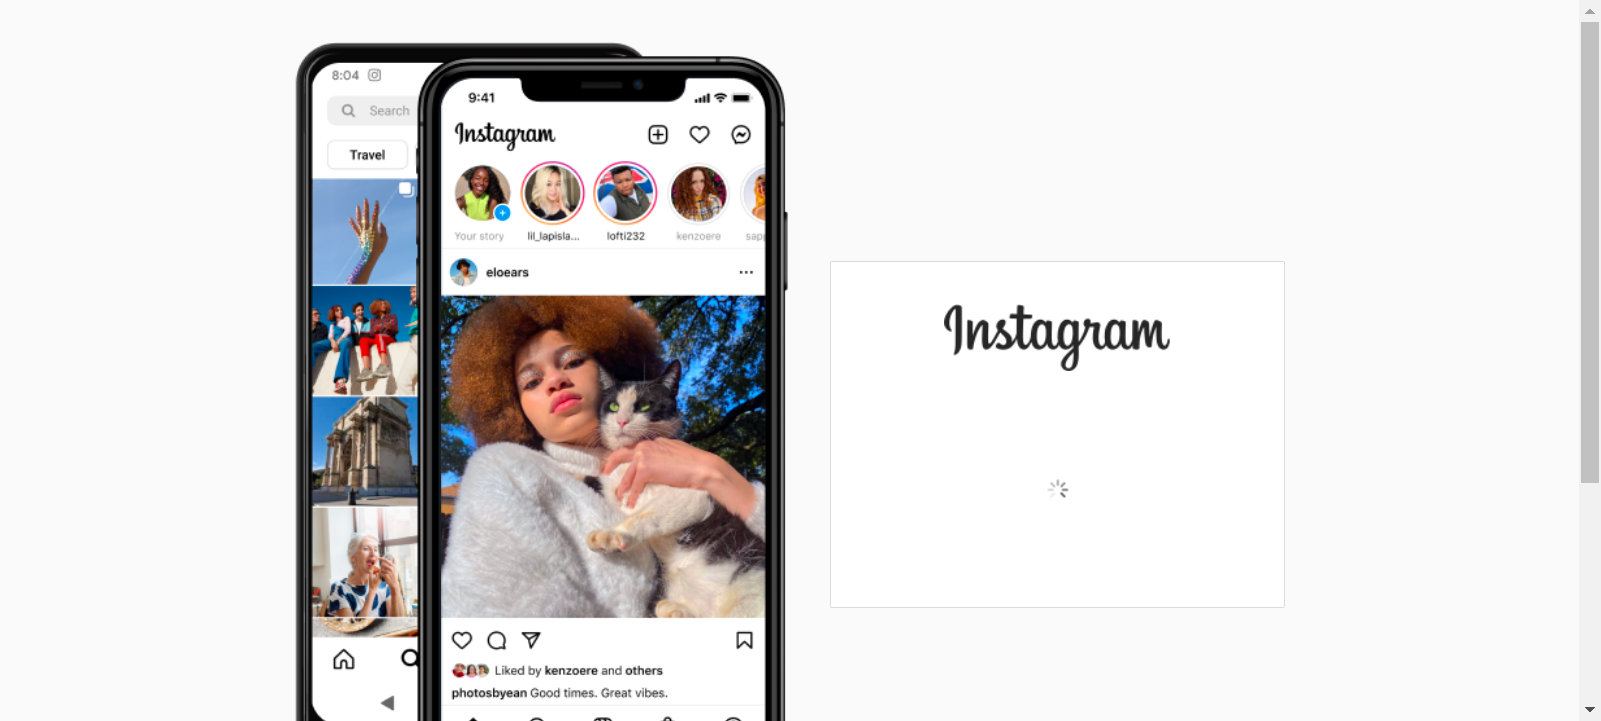 8:04
Search
Travel
9:41
Instagram
Your story
lil_lapisla...
lofti232
kenzoere
sapp
eloears
Liked by kenzoere and others
photosbyean Good times. Great vibes.
Instagram